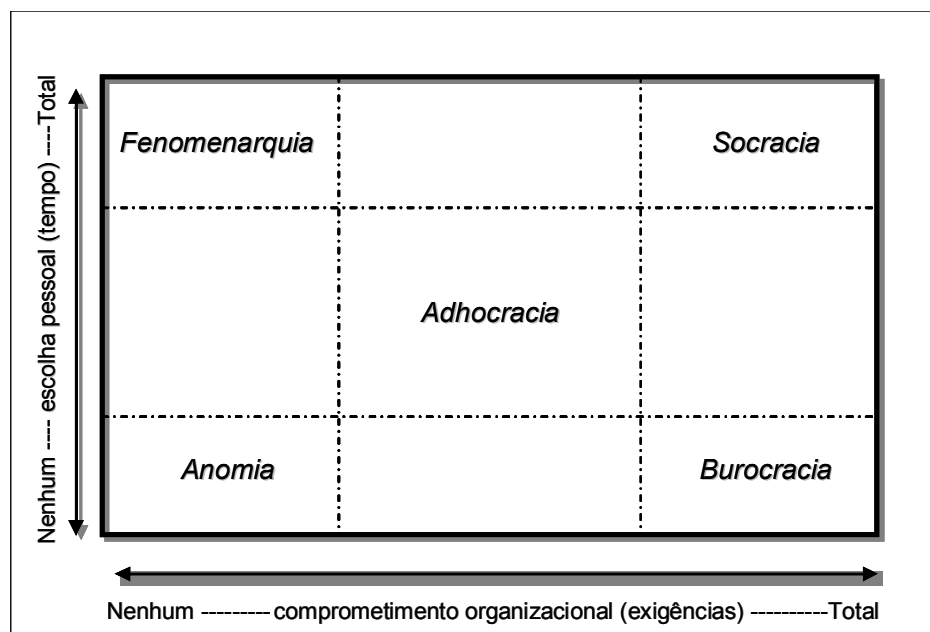 Nenhum ---- escolha pessoal (tempo) ----Total
Fenomenarquia
Socracia
Adhocracia
Anomia
Burocracia
Nenhum --------- comprometimento organizacional (exigências) ----------Total